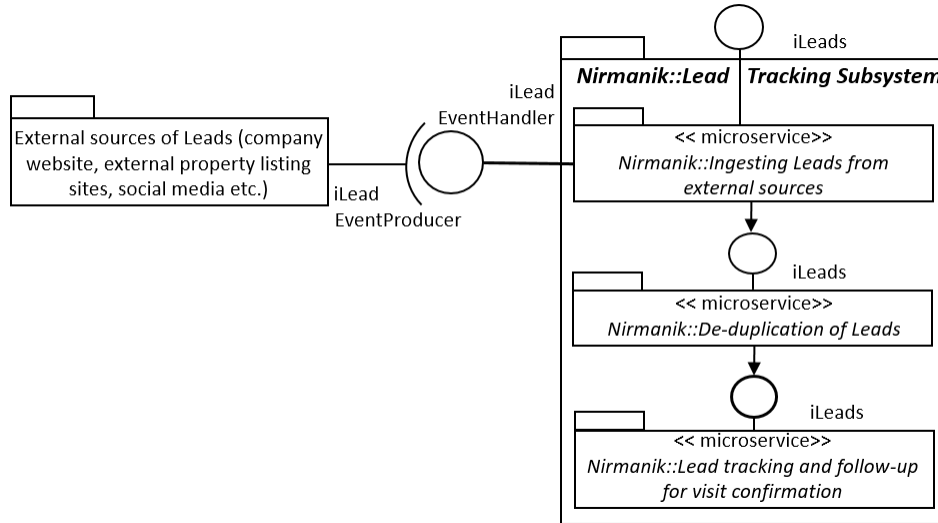 iLeads
Nirmanik::Lead Tracking Subsystem
iLead
EventHandler
<< microservice>>
Nirmanik::Ingesting Leads from
external sources
External sources of Leads (company
website, external property listing
sites, social media etc.)
iLead
EventProducer
iLeads
<< microservice>>
Nirmanik::De-duplication of Leads
iLeads
<< microservice>>
Nirmanik::Lead tracking and follow-up
for visit confirmation